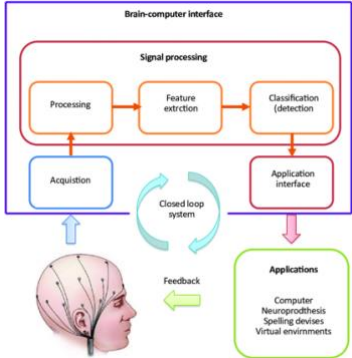 Brain-computer interface
Signal processing
Processing
Feature
extrction
Classification
(detection
Acquistion
Application
interface
Closed loop
system
Feedback
Applications
Computer
Neuroprodthesis
Spelling devises
Virtual envirnments